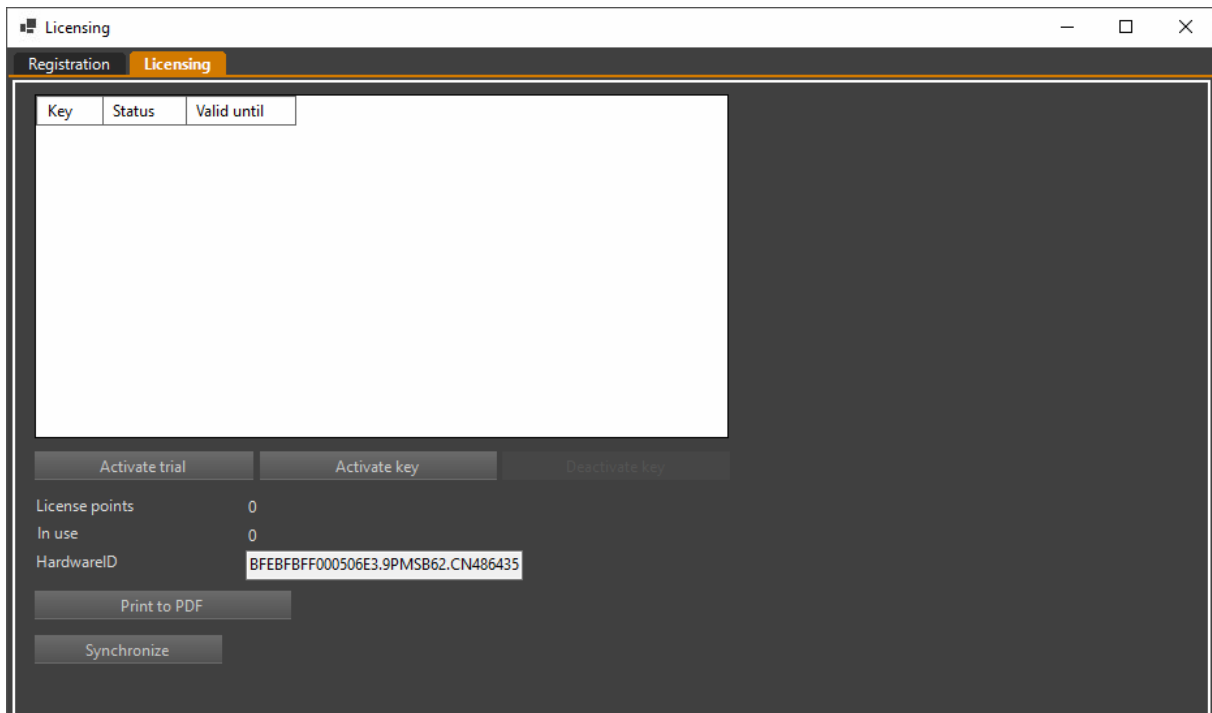 Licensing
Registration Licensing
Key Status Valid until
Activate trial Activate key Deactivate key
License points 0
In use 0
HardwareID BFEBFBFF000506E3.9PMSB62.CN486435
Print to PDF
Synchronize